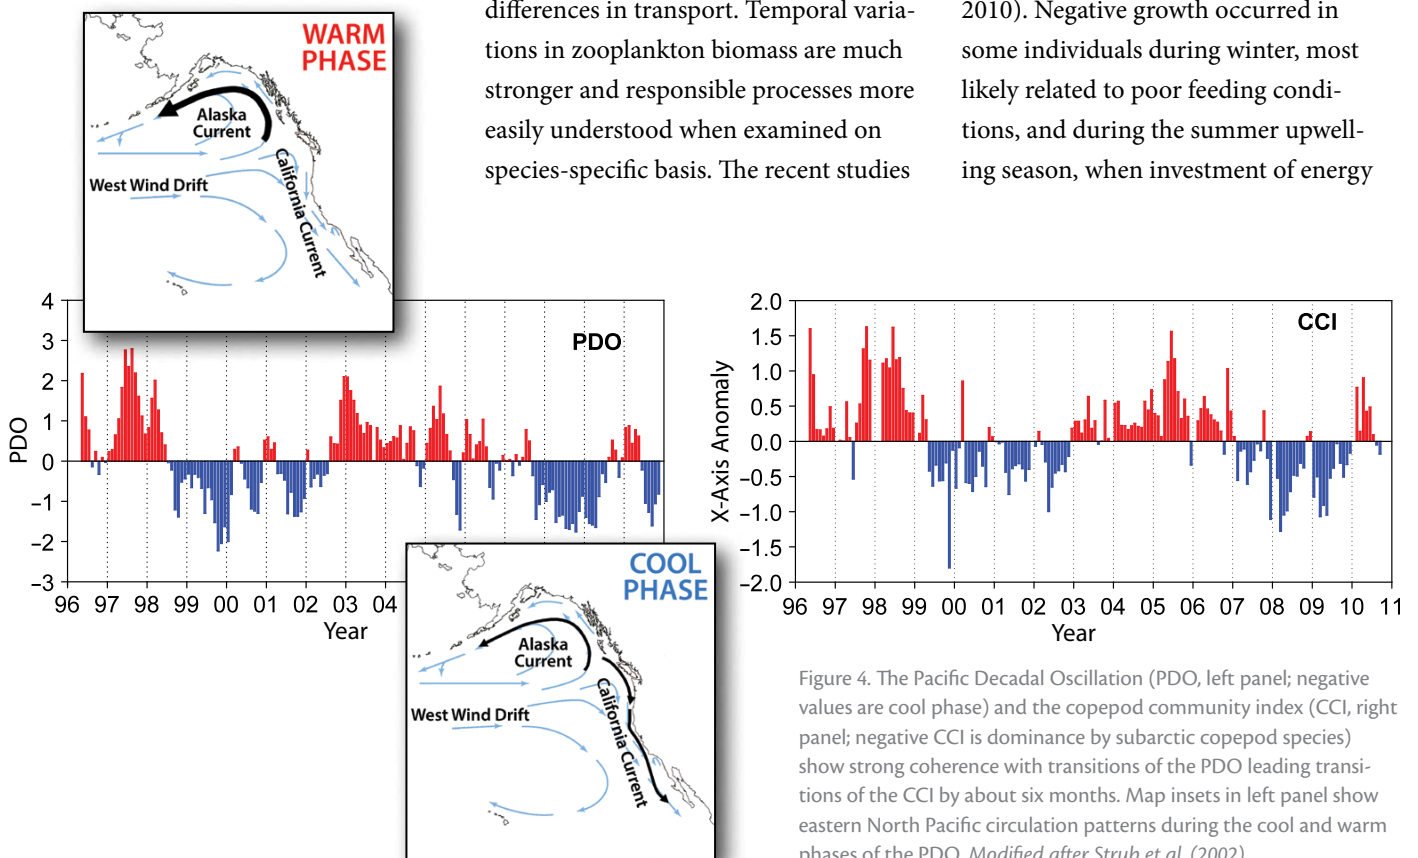 differences in transport. Temporal varia-
tions in zooplankton biomass are much
stronger and responsible processes more
easily understood when examined on
species-specific basis. The recent studies
2010). Negative growth occurred in
some individuals during winter, most
likely related to poor feeding condi-
tions, and during the summer upwell-
ing season, when investment of energy
WARM
PHASE
Alaska
Current
West Wind Drift
California Current
PDO
4
3
2
1
0
−1
−2
−3
PDO
96 97 98 99 00 01 02 03 04
Year
COOL
PHASE
Alaska
Current
West Wind Drift
California Current
CCI
X-Axis Anomaly
2.0
1.5
1.0
0.5
0.0
−0.5
−1.0
−1.5
−2.0
96 97 98 99 00 01 02 03 04 05 06 07 08 09 10 11
Year
Figure 4. The Pacific Decadal Oscillation (PDO, left panel; negative
values are cool phase) and the copepod community index (CCI, right
panel; negative CCI is dominance by subarctic copepod species)
show strong coherence with transitions of the PDO leading transi-
tions of the CCI by about six months. Map insets in left panel show
eastern North Pacific circulation patterns during the cool and warm
phases of the PDO. Modified after Strub et al. (2002)